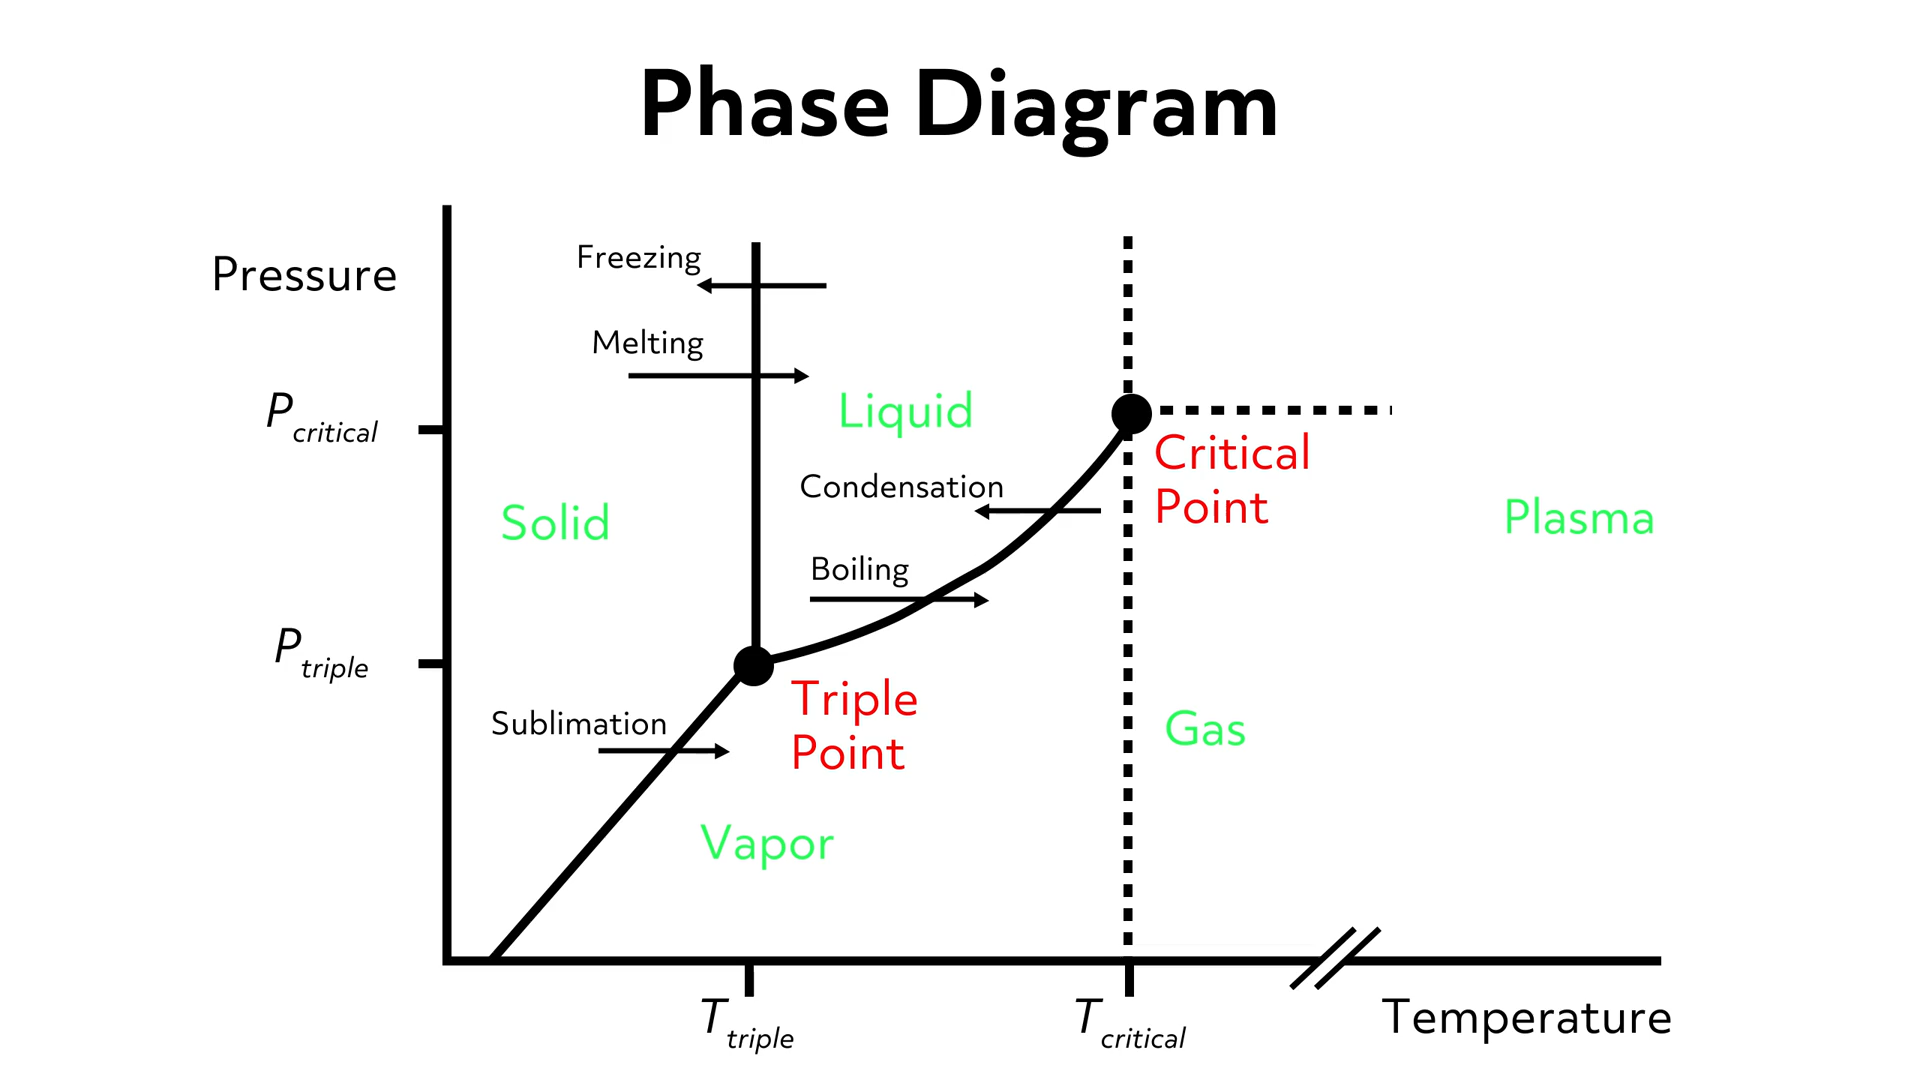 Phase Diagram
Pressure
Freezing
Melting
P critical
Liquid
Critical
Point
Condensation
Solid
Plasma
Boiling
P triple
Triple
Point
Sublimation
Gas
Vapor
T triple
T critical
Temperature